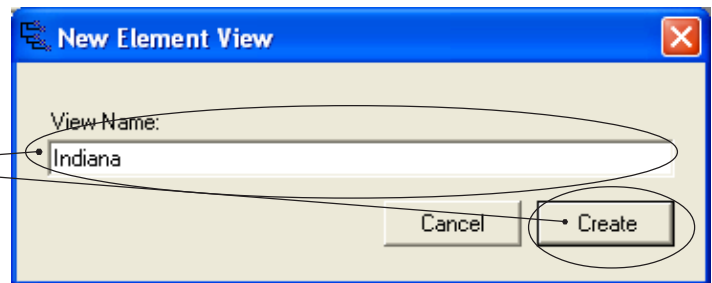 New Element View
View Name:
Indiana
Cancel
Create